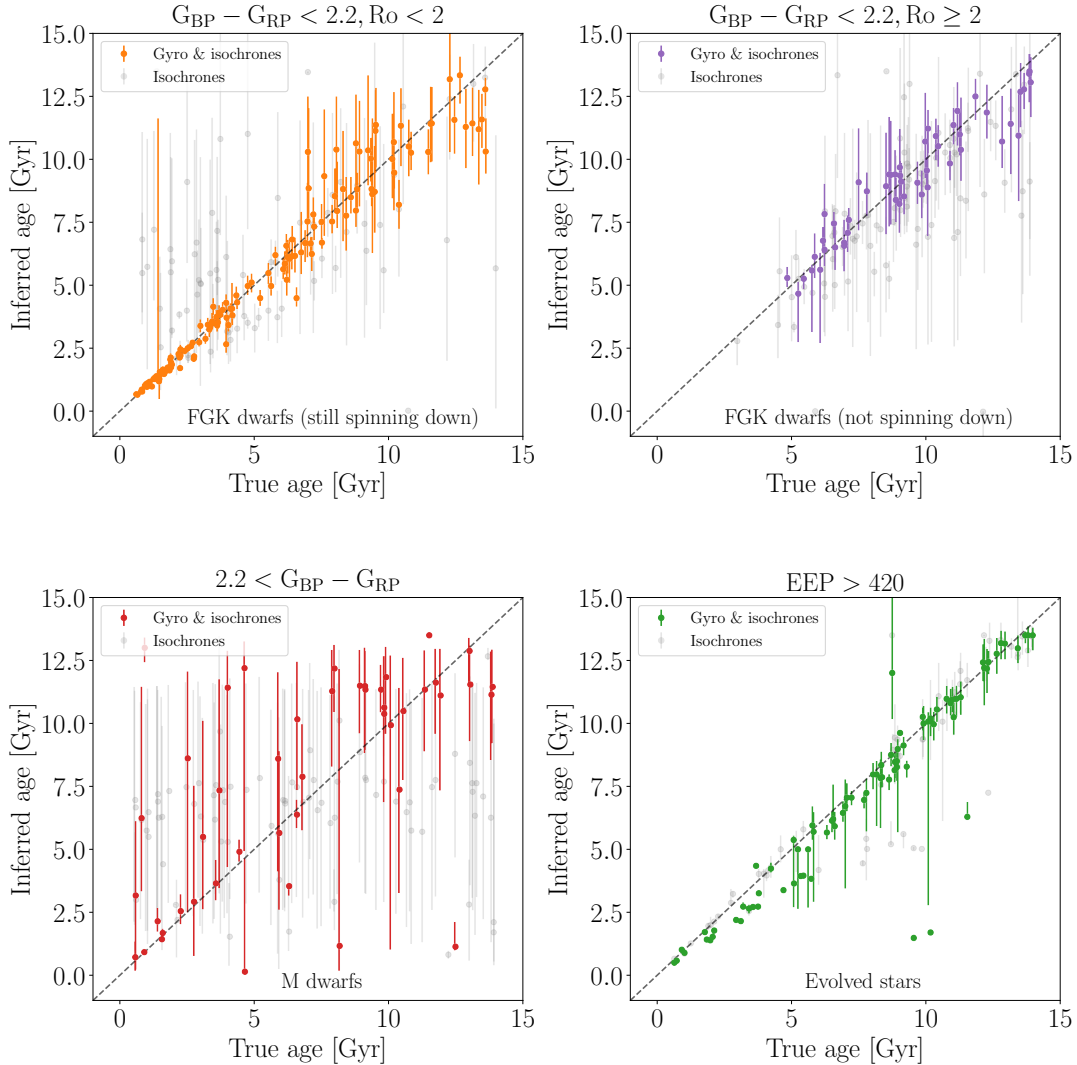 G_BP − G_RP < 2.2, Ro < 2
15.0
12.5
10.0
7.5
5.0
2.5
0.0
Inferred age [Gyr]
Gyro & isochrones
Isochrones
FGK dwarfs (still spinning down)
0 5 10 15
True age [Gyr]
G_BP − G_RP < 2.2, Ro ≥ 2
15.0
12.5
10.0
7.5
5.0
2.5
0.0
Inferred age [Gyr]
Gyro & isochrones
Isochrones
FGK dwarfs (not spinning down)
0 5 10 15
True age [Gyr]
2.2 < G_BP − G_RP
15.0
12.5
10.0
7.5
5.0
2.5
0.0
Inferred age [Gyr]
Gyro & isochrones
Isochrones
M dwarfs
0 5 10 15
True age [Gyr]
EEP > 420
15.0
12.5
10.0
7.5
5.0
2.5
0.0
Inferred age [Gyr]
Gyro & isochrones
Isochrones
Evolved stars
0 5 10 15
True age [Gyr]